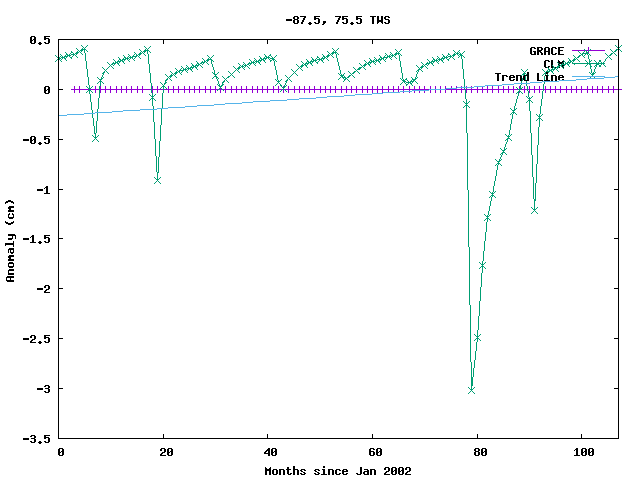 -87.5, 75.5 TWS
GRACE
CLM
Trend Line
0.5
0
-0.5
-1
-1.5
-2
-2.5
-3
-3.5
Anomaly (cm)
0 20 40 60 80 100
Months since Jan 2002